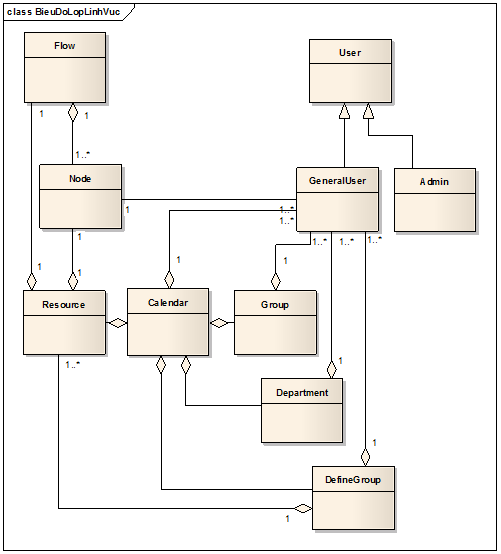 class BieuDoLopLinhVuc
Flow
User
1
1
1..*
Node
GeneralUser
Admin
1
1..*
1..*
1
1..*
1..*
1..*
1
1
1
1
Resource
Calendar
Group
1..*
1
Department
1
DefineGroup
1